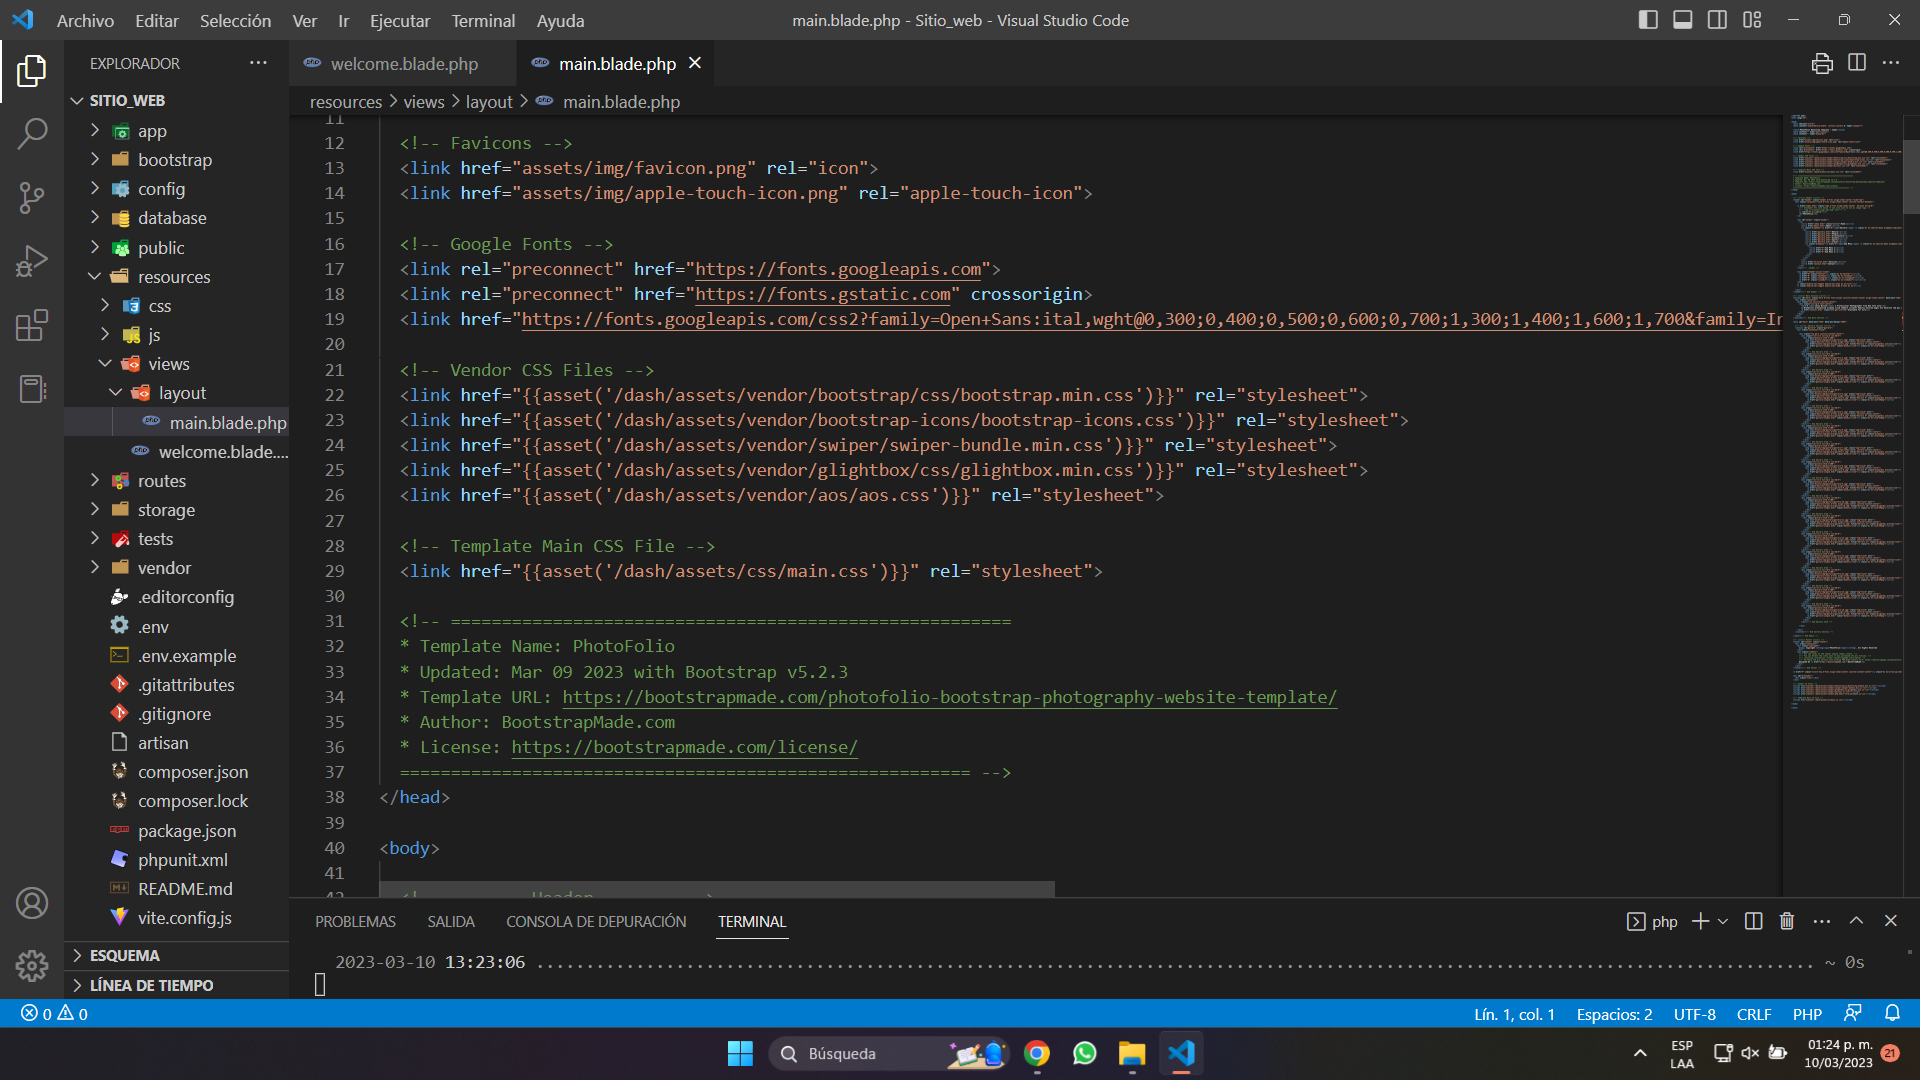 Archivo Editar Selección Ver Ir Ejecutar Terminal Ayuda
main.blade.php - Sitio_web - Visual Studio Code
EXPLORADOR
SITIO_WEB
app
bootstrap
config
database
public
resources
css
js
views
layout
main.blade.php
welcome.blade....
routes
storage
tests
vendor
.editorconfig
.env
.env.example
.gitattributes
.gitignore
artisan
composer.json
composer.lock
package.json
phpunit.xml
README.md
vite.config.js
ESQUEMA
LÍNEA DE TIEMPO
welcome.blade.php
main.blade.php
resources > views > layout > main.blade.php
11
12 <!-- Favicons -->
13 <link href="assets/img/favicon.png" rel="icon">
14 <link href="assets/img/apple-touch-icon.png" rel="apple-touch-icon">
15
16 <!-- Google Fonts -->
17 <link rel="preconnect" href="https://fonts.googleapis.com">
18 <link rel="preconnect" href="https://fonts.gstatic.com" crossorigin>
19 <link href="https://fonts.googleapis.com/css2?family=Open+Sans:ital,wght@0,300;0,400;0,500;0,600;0,700;1,300;1,400;1,600;1,700&family=In
20
21 <!-- Vendor CSS Files -->
22 <link href="{{asset('/dash/assets/vendor/bootstrap/css/bootstrap.min.css')}}" rel="stylesheet">
23 <link href="{{asset('/dash/assets/vendor/bootstrap-icons/bootstrap-icons.css')}}" rel="stylesheet">
24 <link href="{{asset('/dash/assets/vendor/swiper/swiper-bundle.min.css')}}" rel="stylesheet">
25 <link href="{{asset('/dash/assets/vendor/glightbox/css/glightbox.min.css')}}" rel="stylesheet">
26 <link href="{{asset('/dash/assets/vendor/aos/aos.css')}}" rel="stylesheet">
27
28 <!-- Template Main CSS File -->
29 <link href="{{asset('/dash/assets/css/main.css')}}" rel="stylesheet">
30
31 <!-- =======================================================
32 * Template Name: PhotoFolio
33 * Updated: Mar 09 2023 with Bootstrap v5.2.3
34 * Template URL: https://bootstrapmade.com/photofolio-bootstrap-photography-website-template/
35 * Author: BootstrapMade.com
36 * License: https://bootstrapmade.com/license/
37 ======================================================== -->
38 </head>
39
40 <body>
41
42 Header
PROBLEMAS SALIDA CONSOLA DE DEPURACIÓN TERMINAL
php
2023-03-10 13:23:06 ........................................ ~ 0s
0 0
Lín. 1, col. 1 Espacios: 2 UTF-8 CRLF PHP
Búsqueda
ESP
LAA
01:24 p. m.
10/03/2023
21